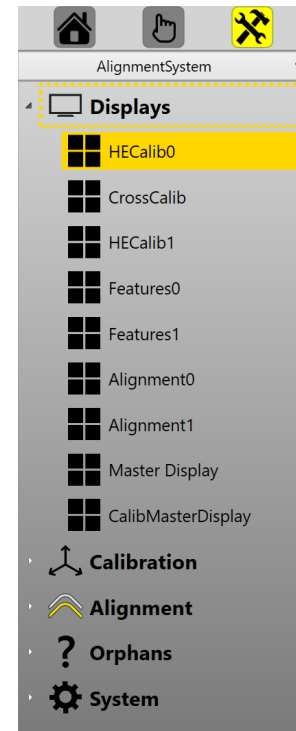 AlignmentSystem
Displays
HECalib0
CrossCalib
HECalib1
Features0
Features1
Alignment0
Alignment1
Master Display
CalibMasterDisplay
Calibration
Alignment
Orphans
System